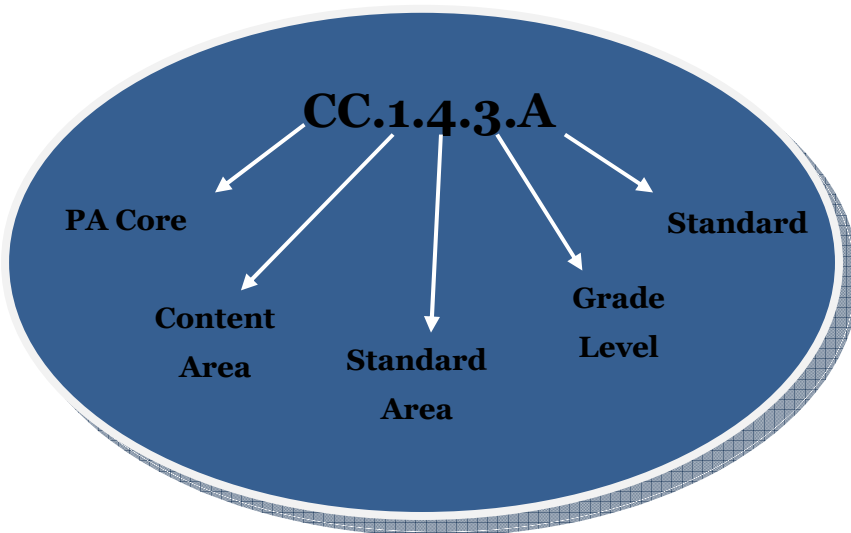 CC.1.4.3.A
PA Core
Standard
Content
Area
Grade
Level
Standard
Area